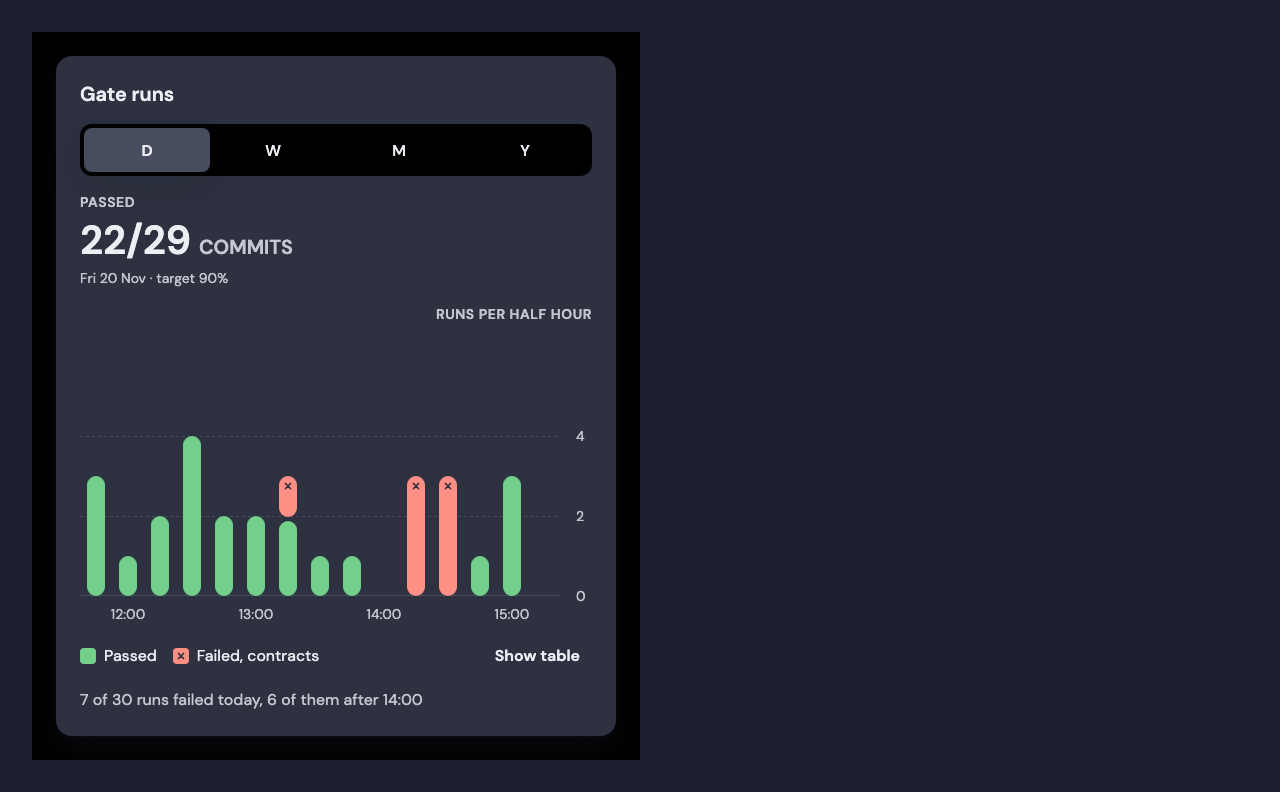 Gate runs
D W M Y
PASSED
22/29 COMMITS
Fri 20 Nov · target 90%
RUNS PER HALF HOUR
4
2
0
12:00 13:00 14:00 15:00
Passed Failed, contracts Show table
7 of 30 runs failed today, 6 of them after 14:00